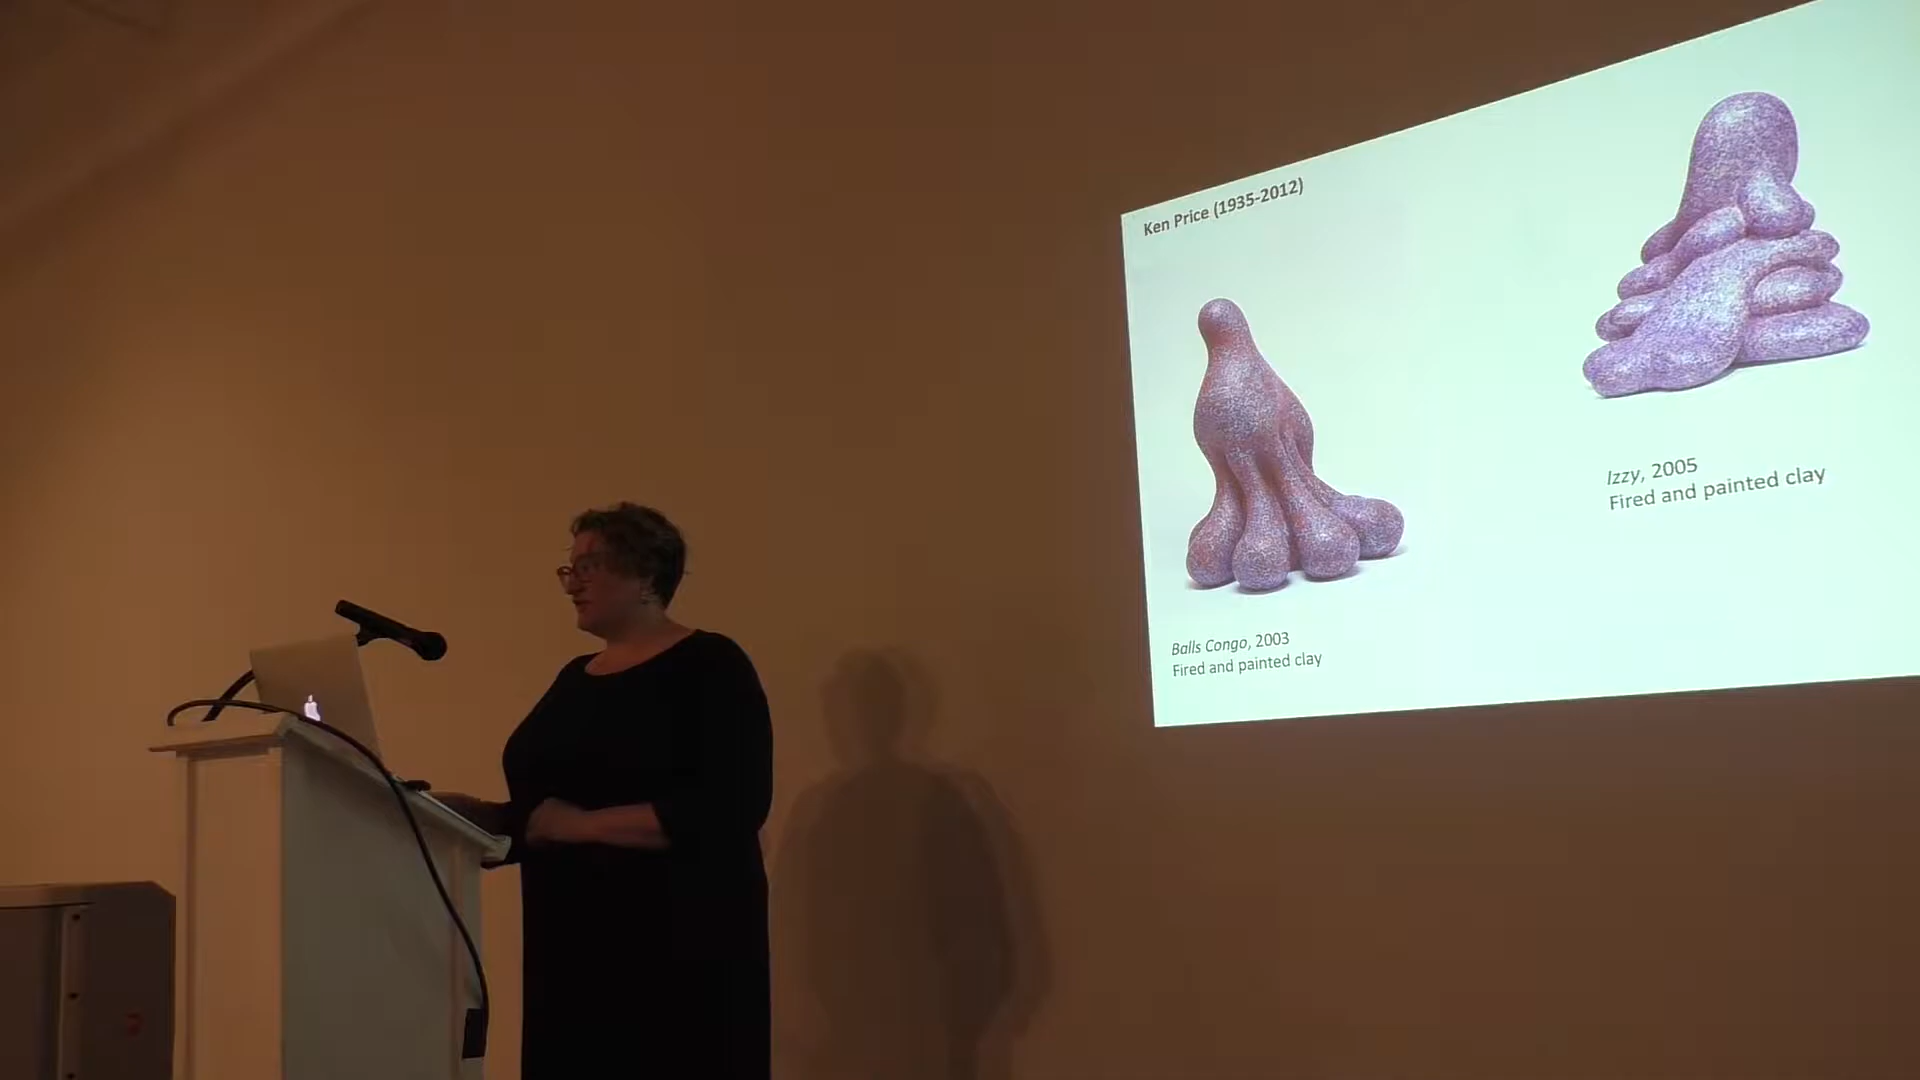 Ken Price (1935-2012)
Balls Congo, 2003
Fired and painted clay
Izzy, 2005
Fired and painted clay